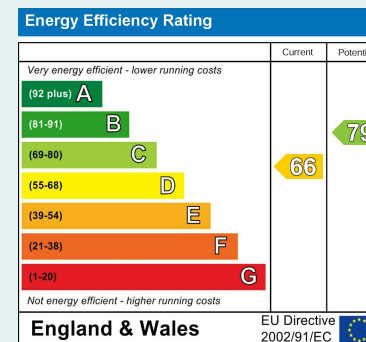 Energy Efficiency Rating
Current
Very energy efficient - lower running costs
(92 plus) A
(81-91) B
79
(69-80) C
66
(55-68) D
(39-54) E
(21-38) F
(1-20) G
Not energy efficient - higher running costs
England & Wales
EU Directive
2002/91/EC